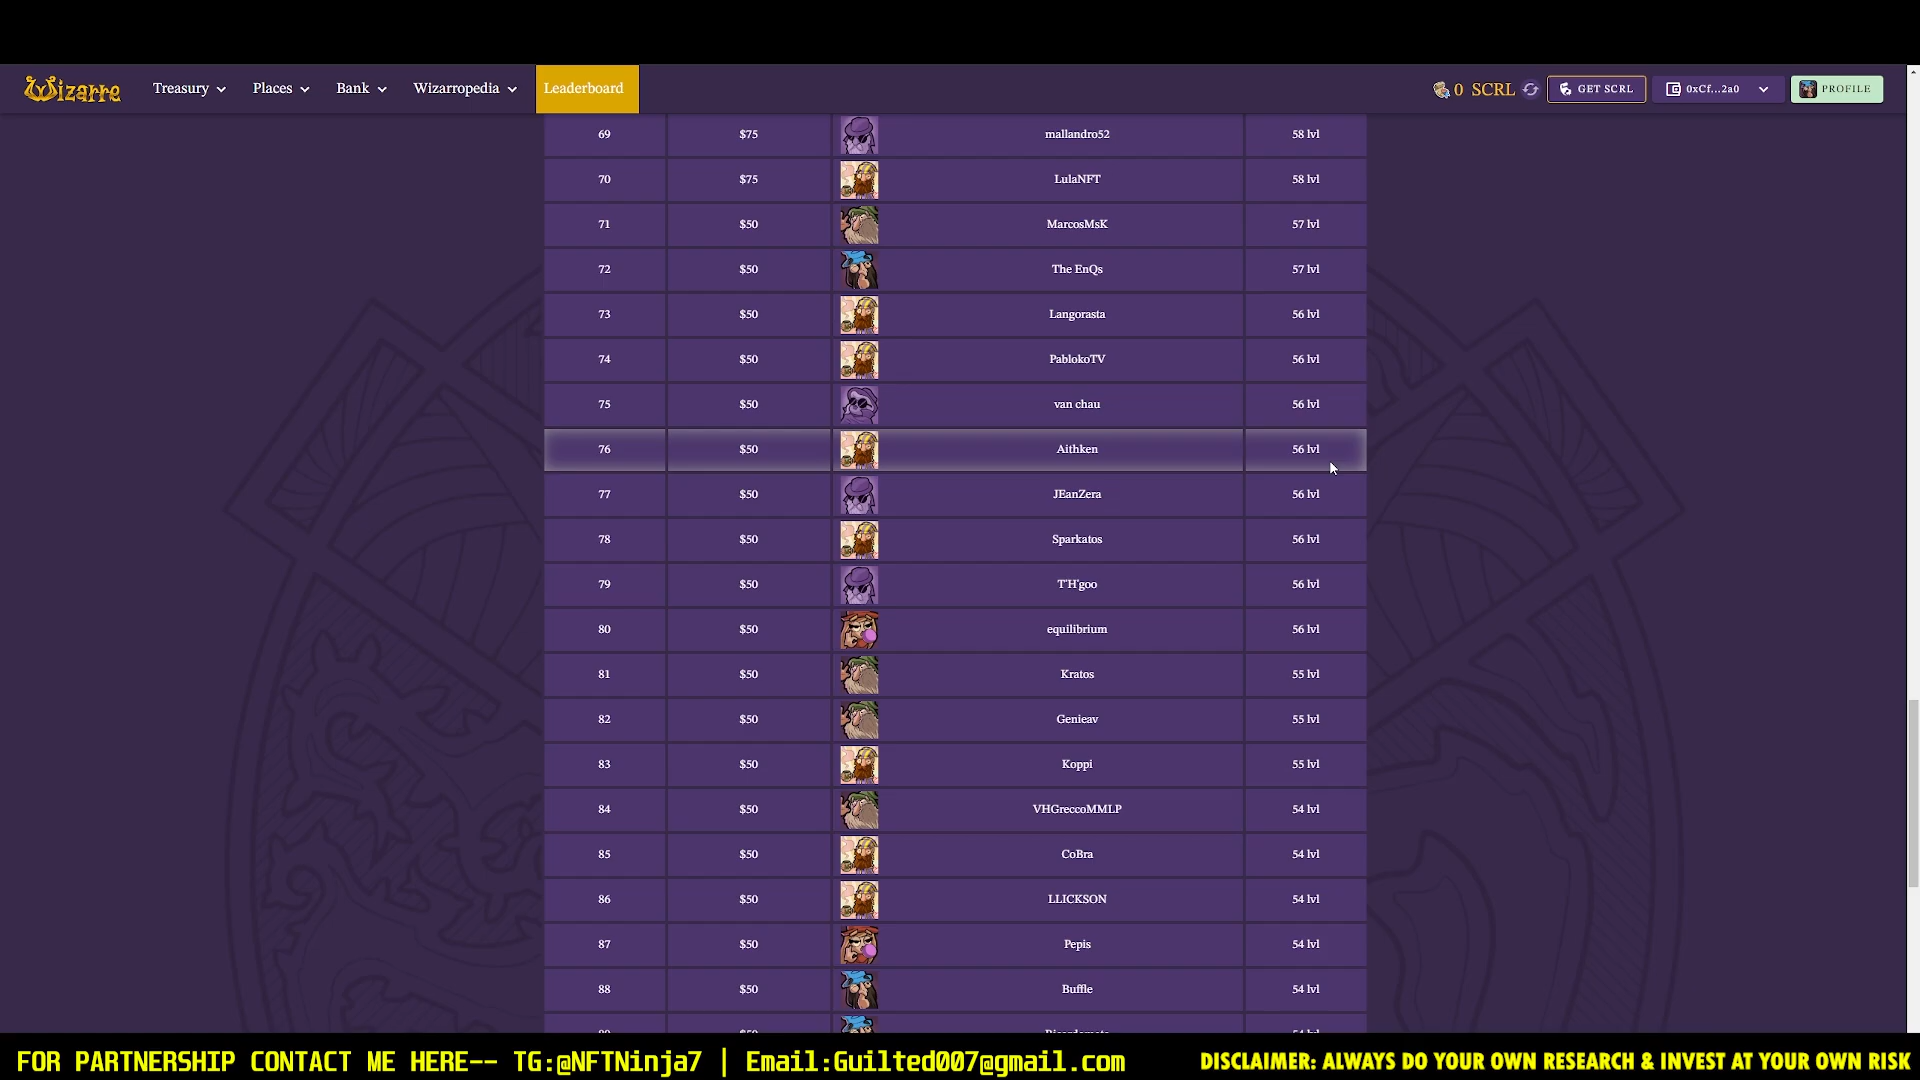 Wizarre Treasury Places Bank Wizarropedia Leaderboard 0 SCRL GET SCRL 0xCf...2a0 PROFILE
69 $75 mallandro52 58 lvl
70 $75 LulaNFT 58 lvl
71 $50 MarcosMsK 57 lvl
72 $50 The EnQs 57 lvl
73 $50 Langorasta 56 lvl
74 $50 PablokoTV 56 lvl
75 $50 van chau 56 lvl
76 $50 Aithken 56 lvl
77 $50 JEanZera 56 lvl
78 $50 Sparkatos 56 lvl
79 $50 T'H'goo 56 lvl
80 $50 equilibrium 56 lvl
81 $50 Kratos 55 lvl
82 $50 Genieav 55 lvl
83 $50 Koppi 55 lvl
84 $50 VHGreccoMMLP 54 lvl
85 $50 CoBra 54 lvl
86 $50 LLICKSON 54 lvl
87 $50 Pepis 54 lvl
88 $50 Buffle 54 lvl
FOR PARTNERSHIP CONTACT ME HERE-- TG:@NFTNinja7 | Email:Guilted007@gmail.com DISCLAIMER: ALWAYS DO YOUR OWN RESEARCH & INVEST AT YOUR OWN RISK